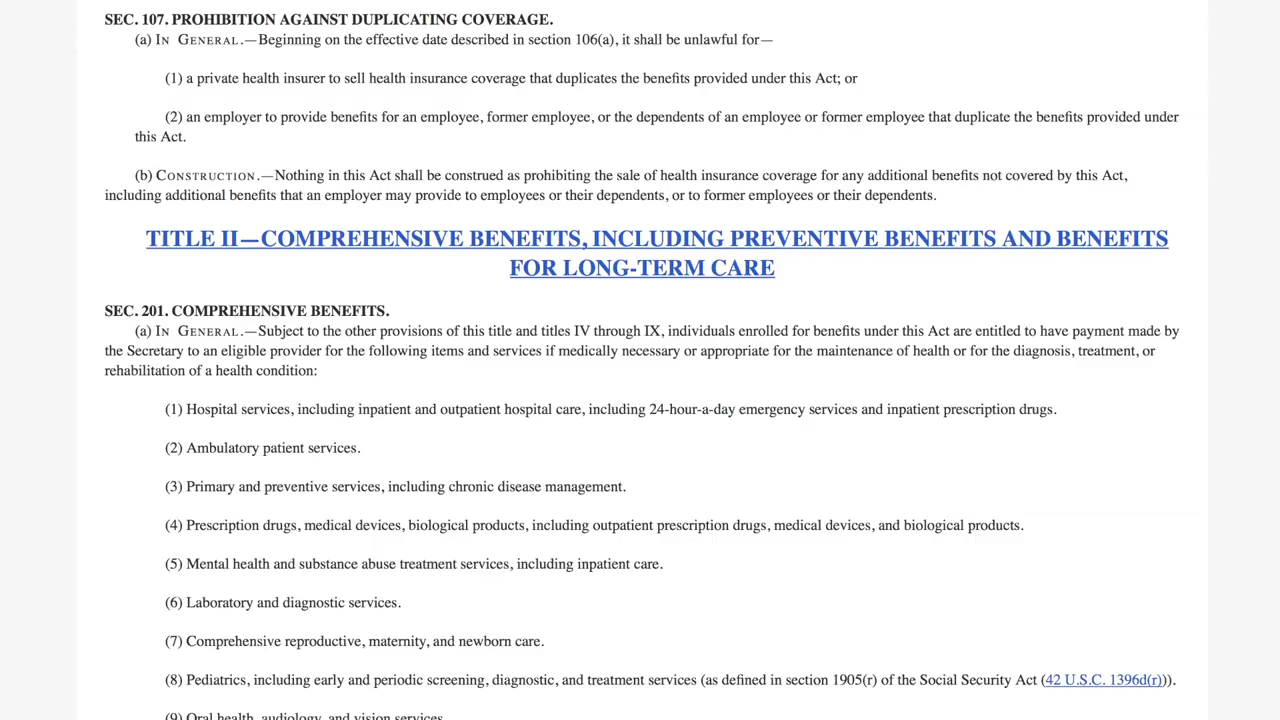 SEC. 107. PROHIBITION AGAINST DUPLICATING COVERAGE.
(a) IN GENERAL.—Beginning on the effective date described in section 106(a), it shall be unlawful for—
(1) a private health insurer to sell health insurance coverage that duplicates the benefits provided under this Act; or
(2) an employer to provide benefits for an employee, former employee, or the dependents of an employee or former employee that duplicate the benefits provided under
this Act.
(b) CONSTRUCTION.—Nothing in this Act shall be construed as prohibiting the sale of health insurance coverage for any additional benefits not covered by this Act,
including additional benefits that an employer may provide to employees or their dependents, or to former employees or their dependents.
TITLE II—COMPREHENSIVE BENEFITS, INCLUDING PREVENTIVE BENEFITS AND BENEFITS
FOR LONG-TERM CARE
SEC. 201. COMPREHENSIVE BENEFITS.
(a) IN GENERAL.—Subject to the other provisions of this title and titles IV through IX, individuals enrolled for benefits under this Act are entitled to have payment made by
the Secretary to an eligible provider for the following items and services if medically necessary or appropriate for the maintenance of health or for the diagnosis, treatment, or
rehabilitation of a health condition:
(1) Hospital services, including inpatient and outpatient hospital care, including 24-hour-a-day emergency services and inpatient prescription drugs.
(2) Ambulatory patient services.
(3) Primary and preventive services, including chronic disease management.
(4) Prescription drugs, medical devices, biological products, including outpatient prescription drugs, medical devices, and biological products.
(5) Mental health and substance abuse treatment services, including inpatient care.
(6) Laboratory and diagnostic services.
(7) Comprehensive reproductive, maternity, and newborn care.
(8) Pediatrics, including early and periodic screening, diagnostic, and treatment services (as defined in section 1905(r) of the Social Security Act (42 U.S.C. 1396d(r))).
(9) Oral health, audiology, and vision services.